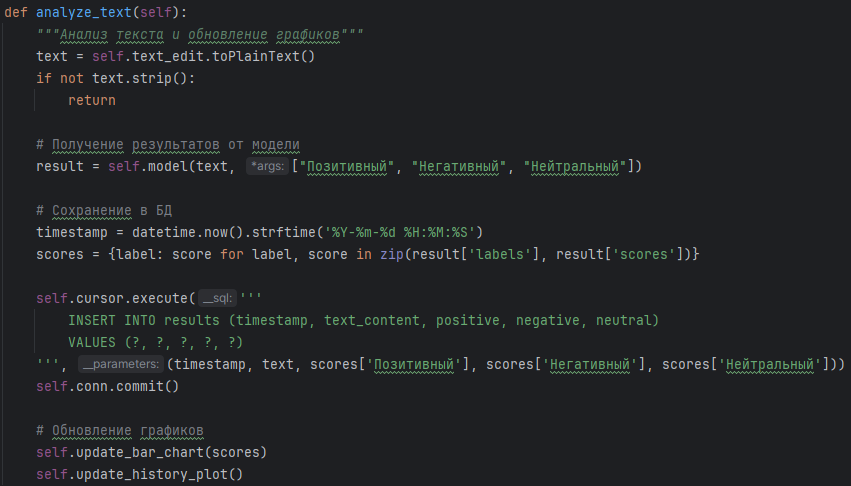 def analyze_text(self):
    """Анализ текста и обновление графиков"""
    text = self.text_edit.toPlainText()
    if not text.strip():
        return

    # Получение результатов от модели
    result = self.model(text, *args: ["Позитивный", "Негативный", "Нейтральный"])

    # Сохранение в БД
    timestamp = datetime.now().strftime('%Y-%m-%d %H:%M:%S')
    scores = {label: score for label, score in zip(result['labels'], result['scores'])}

    self.cursor.execute(__sql: '''
        INSERT INTO results (timestamp, text_content, positive, negative, neutral)
        VALUES (?, ?, ?, ?, ?)
    ''', __parameters: (timestamp, text, scores['Позитивный'], scores['Негативный'], scores['Нейтральный']))
    self.conn.commit()

    # Обновление графиков
    self.update_bar_chart(scores)
    self.update_history_plot()